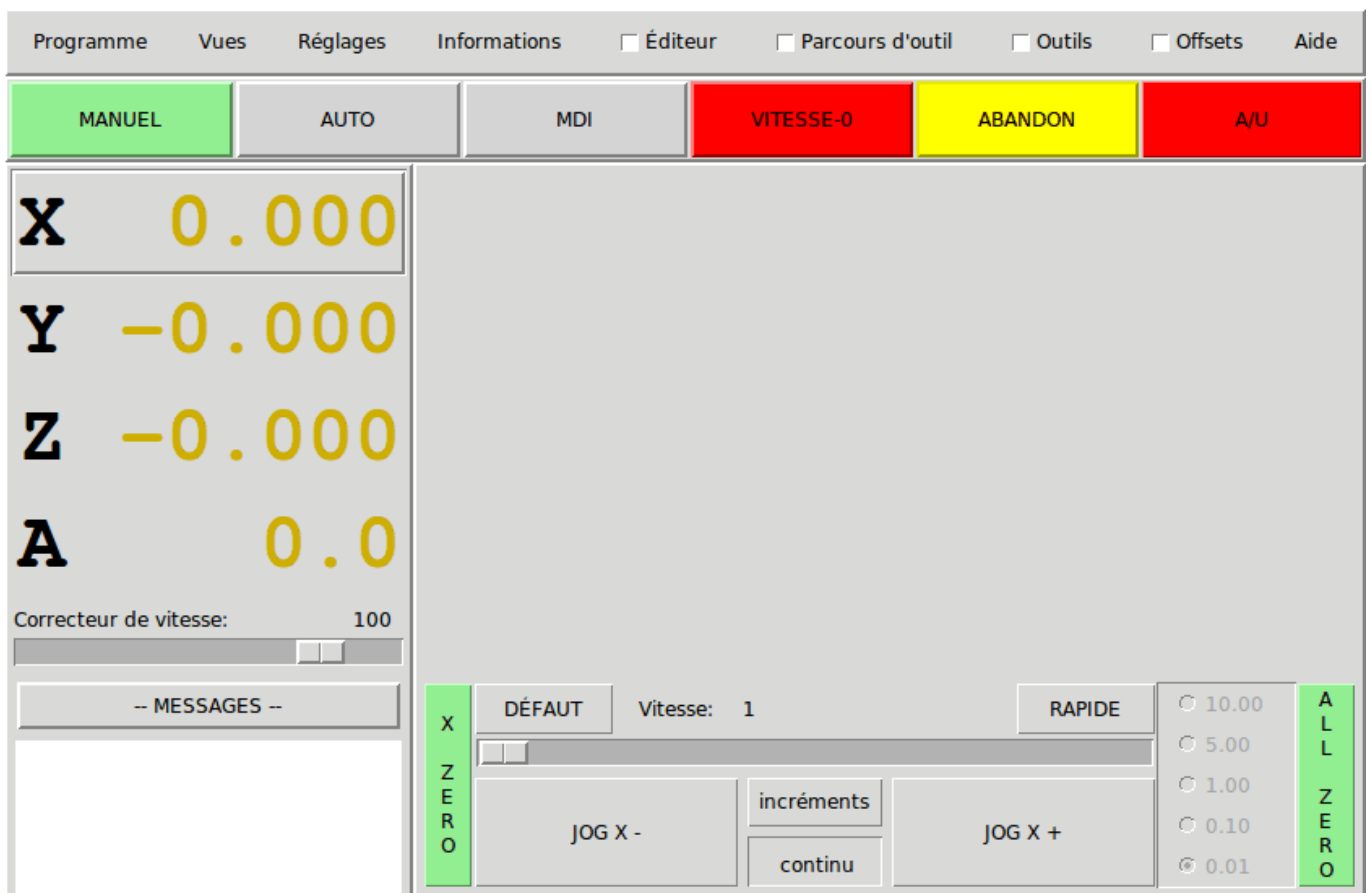 Programme Vues Réglages Informations Éditeur Parcours d'outil Outils Offsets Aide
MANUEL AUTO MDI VITESSE-0 ABANDON A/U
X 0.000
Y -0.000
Z -0.000
A 0.0
Correcteur de vitesse: 100
-- MESSAGES --
X ZERO
DÉFAUT Vitesse: 1 RAPIDE
JOG X -
incréments
continu
JOG X +
10.00
5.00
1.00
0.10
0.01
ALL ZERO